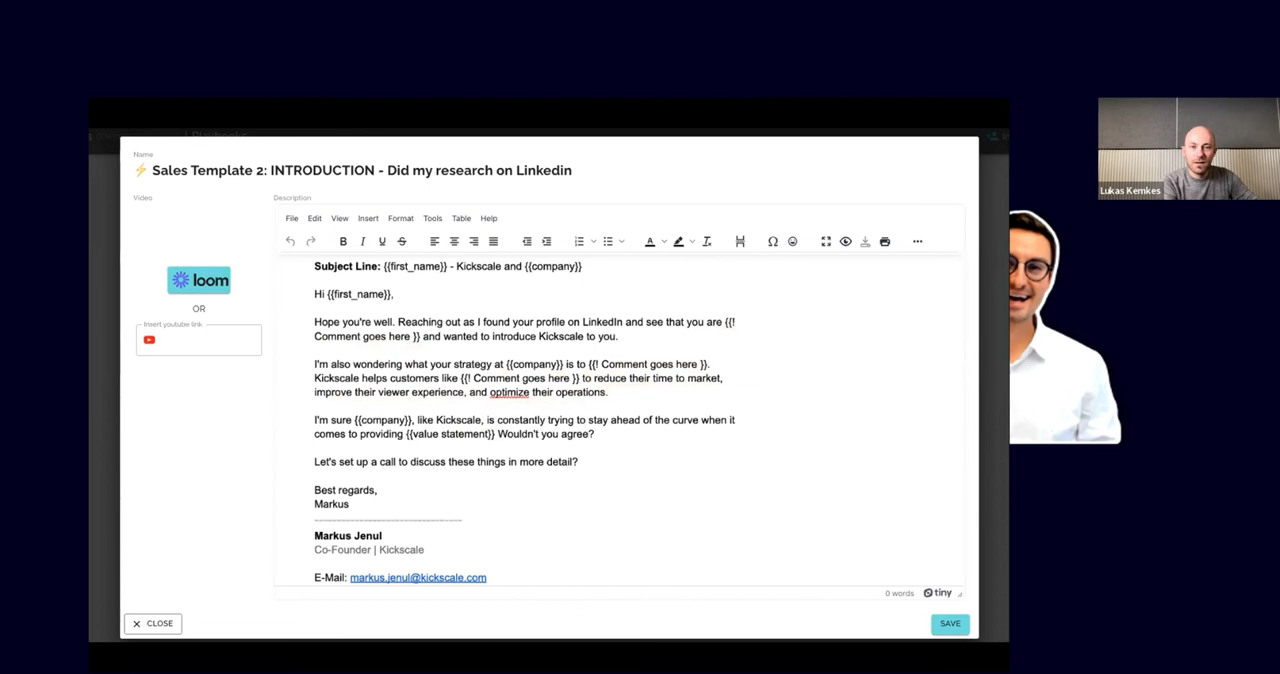 | Playbooks
Name
⚡ Sales Template 2: INTRODUCTION - Did my research on Linkedin
Video
Description
File Edit View Insert Format Tools Table Help
B I U S A
loom
OR
Insert youtube link
Subject Line: {{first_name}} - Kickscale and {{company}}
Hi {{first_name}},
Hope you're well. Reaching out as I found your profile on LinkedIn and see that you are {{!
Comment goes here }} and wanted to introduce Kickscale to you.
I'm also wondering what your strategy at {{company}} is to {{! Comment goes here }}.
Kickscale helps customers like {{! Comment goes here }} to reduce their time to market,
improve their viewer experience, and optimize their operations.
I'm sure {{company}}, like Kickscale, is constantly trying to stay ahead of the curve when it
comes to providing {{value statement}} Wouldn't you agree?
Let's set up a call to discuss these things in more detail?
Best regards,
Markus
------------------------------------
Markus Jenul
Co-Founder | Kickscale
E-Mail: markus.jenul@kickscale.com
0 words tiny
CLOSE
SAVE
Lukas Kemkes